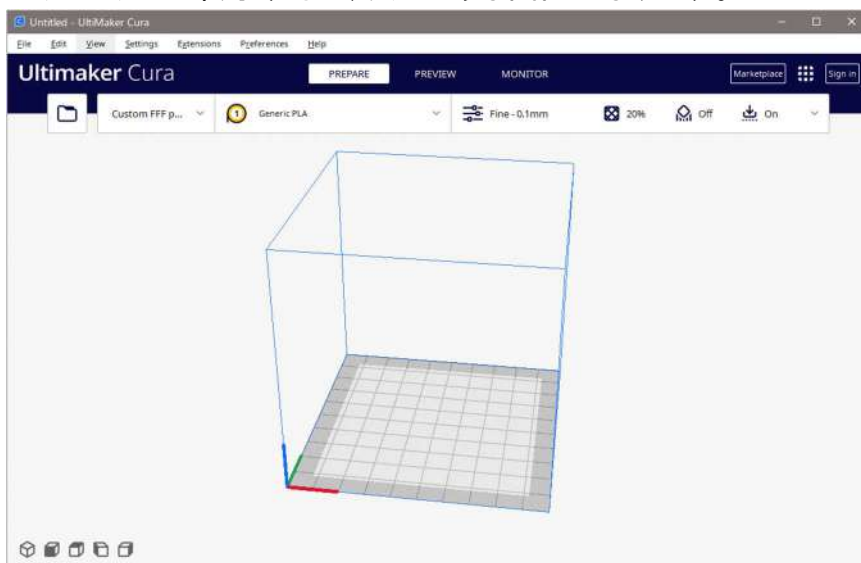 Untitled - UltiMaker Cura
File Edit View Settings Extensions Preferences Help
Ultimaker Cura PREPARE PREVIEW MONITOR Marketplace Sign in
Custom FFF p... 1 Generic PLA Fine - 0.1mm 20% Off On